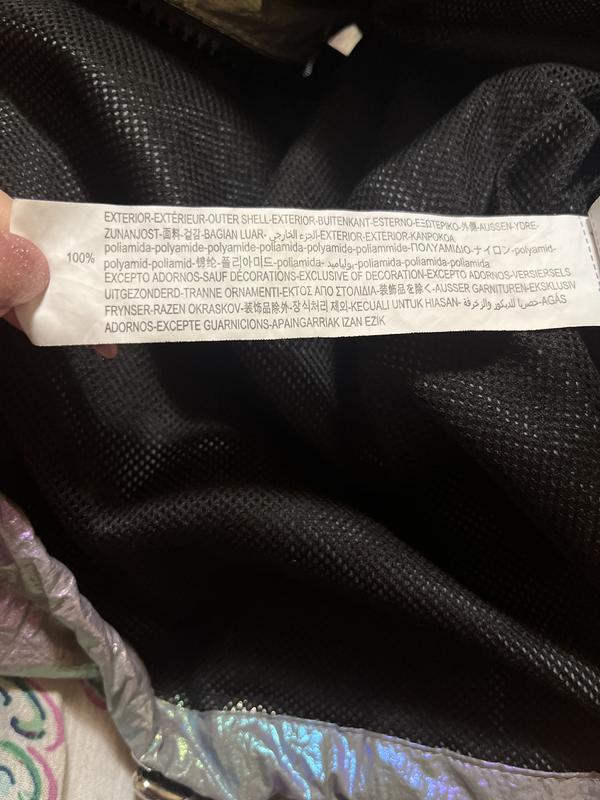 EXTERIOR-EXTÉRIEUR-OUTER SHELL-EXTERIOR-BUITENKANT-ESTERNO-ΕΞΩΤΕΡΙΚΟ-外側-AUSSEN-YDRE-
ZUNANJOST-面料-겉감-BAGIAN LUAR-الجزء الخارجي-EXTERIOR-EXTERIOR-KANPOKOA
100% poliamida-polyamide-polyamide-poliamida-polyamide-poliammide-ΠΟΛΥΑΜΙΔΙΟ-ナイロン-polyamid-
polyamid-poliamid-锦纶-폴리아미드-poliamida-بولياميد-poliamida-poliamida-poliamida
EXCEPTO ADORNOS-SAUF DÉCORATIONS-EXCLUSIVE OF DECORATION-EXCEPTO ADORNOS-VERSIERSELS
UITGEZONDERD-TRANNE ORNAMENTI-ΕΚΤΟΣ ΑΠΟ ΣΤΟΛΙΔΙΑ-装飾品を除く-AUSSER GARNITUREN-EKSKLUSIV
FRYNSER-RAZEN OKRASKOV-装饰品除外-장식처리 제외-KECUALI UNTUK HIASAN-حصريا للديكور والزخرفة-AGÁS
ADORNOS-EXCEPTE GUARNICIONS-APAINGARRIAK IZAN EZIK